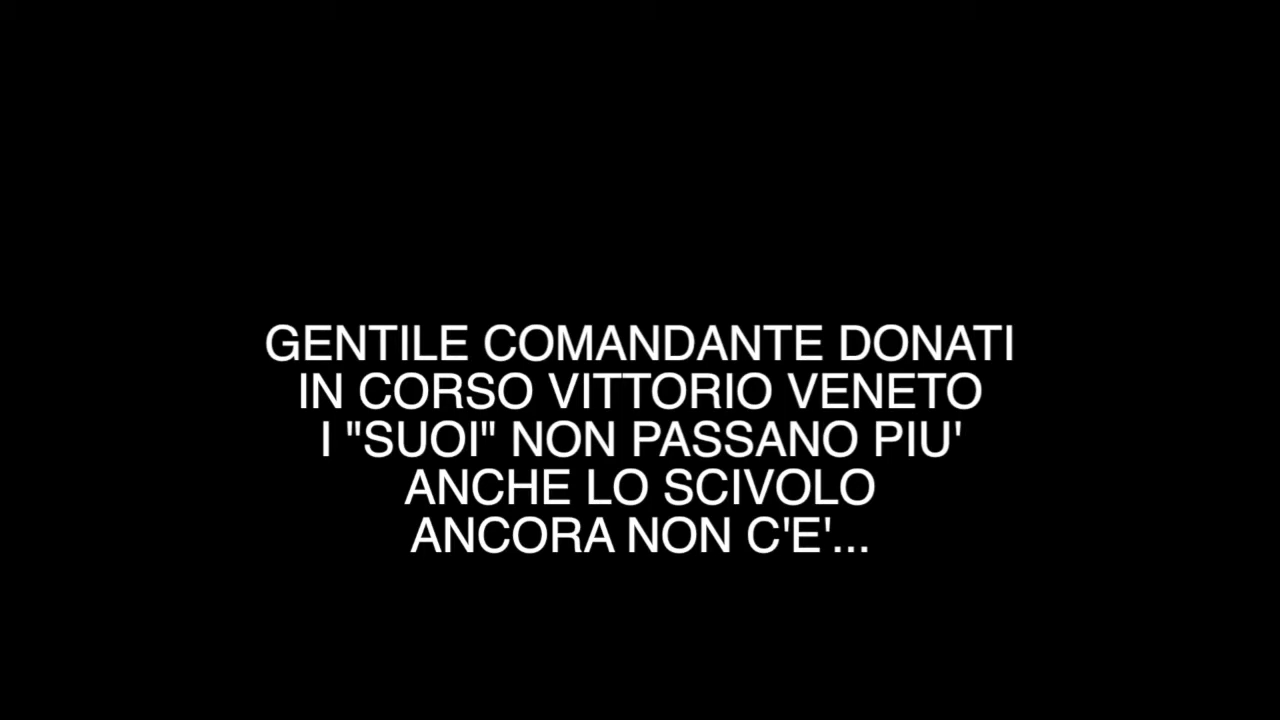 GENTILE COMANDANTE DONATI
IN CORSO VITTORIO VENETO
I "SUOI" NON PASSANO PIU'
ANCHE LO SCIVOLO
ANCORA NON C'E'...